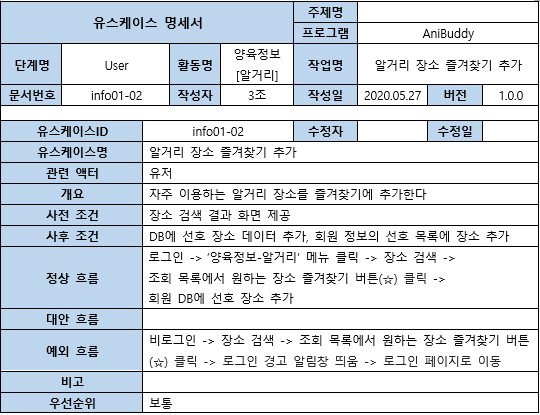 유스케이스 명세서 주제명
프로그램 AniBuddy
단계명 User 활동명 양육정보 [알거리] 작업명 알거리 장소 즐겨찾기 추가
문서번호 info01-02 작성자 3조 작성일 2020.05.27 버전 1.0.0
유스케이스ID info01-02 수정자 수정일
유스케이스명 알거리 장소 즐겨찾기 추가
관련 액터 유저
개요 자주 이용하는 알거리 장소를 즐겨찾기에 추가한다
사전 조건 장소 검색 결과 화면 제공
사후 조건 DB에 선호 장소 데이터 추가, 회원 정보의 선호 목록에 장소 추가
정상 흐름 로그인 -> '양육정보-알거리' 메뉴 클릭 -> 장소 검색 ->
조회 목록에서 원하는 장소 즐겨찾기 버튼(☆) 클릭 ->
회원 DB에 선호 장소 추가
대안 흐름
예외 흐름 비로그인 -> 장소 검색 -> 조회 목록에서 원하는 장소 즐겨찾기 버튼
(☆) 클릭 -> 로그인 경고 알림창 띄움 -> 로그인 페이지로 이동
비고
우선순위 보통